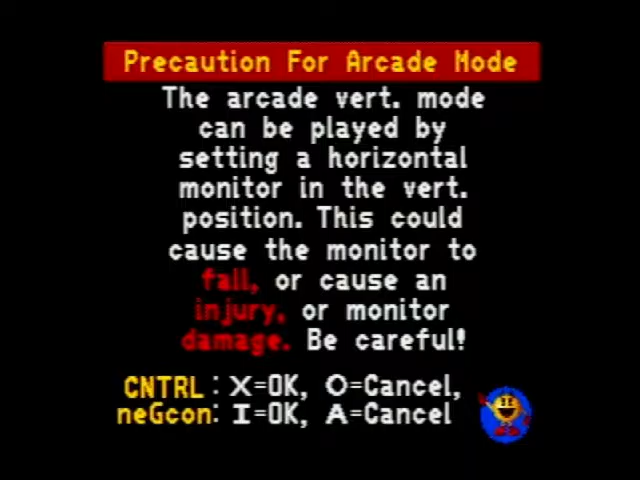 Precaution For Arcade Mode
The arcade vert. mode
can be played by
setting a horizontal
monitor in the vert.
position. This could
cause the monitor to
fall, or cause an
injury, or monitor
damage. Be careful!
CNTRL : X=OK, O=Cancel,
neGcon: I=OK, A=Cancel